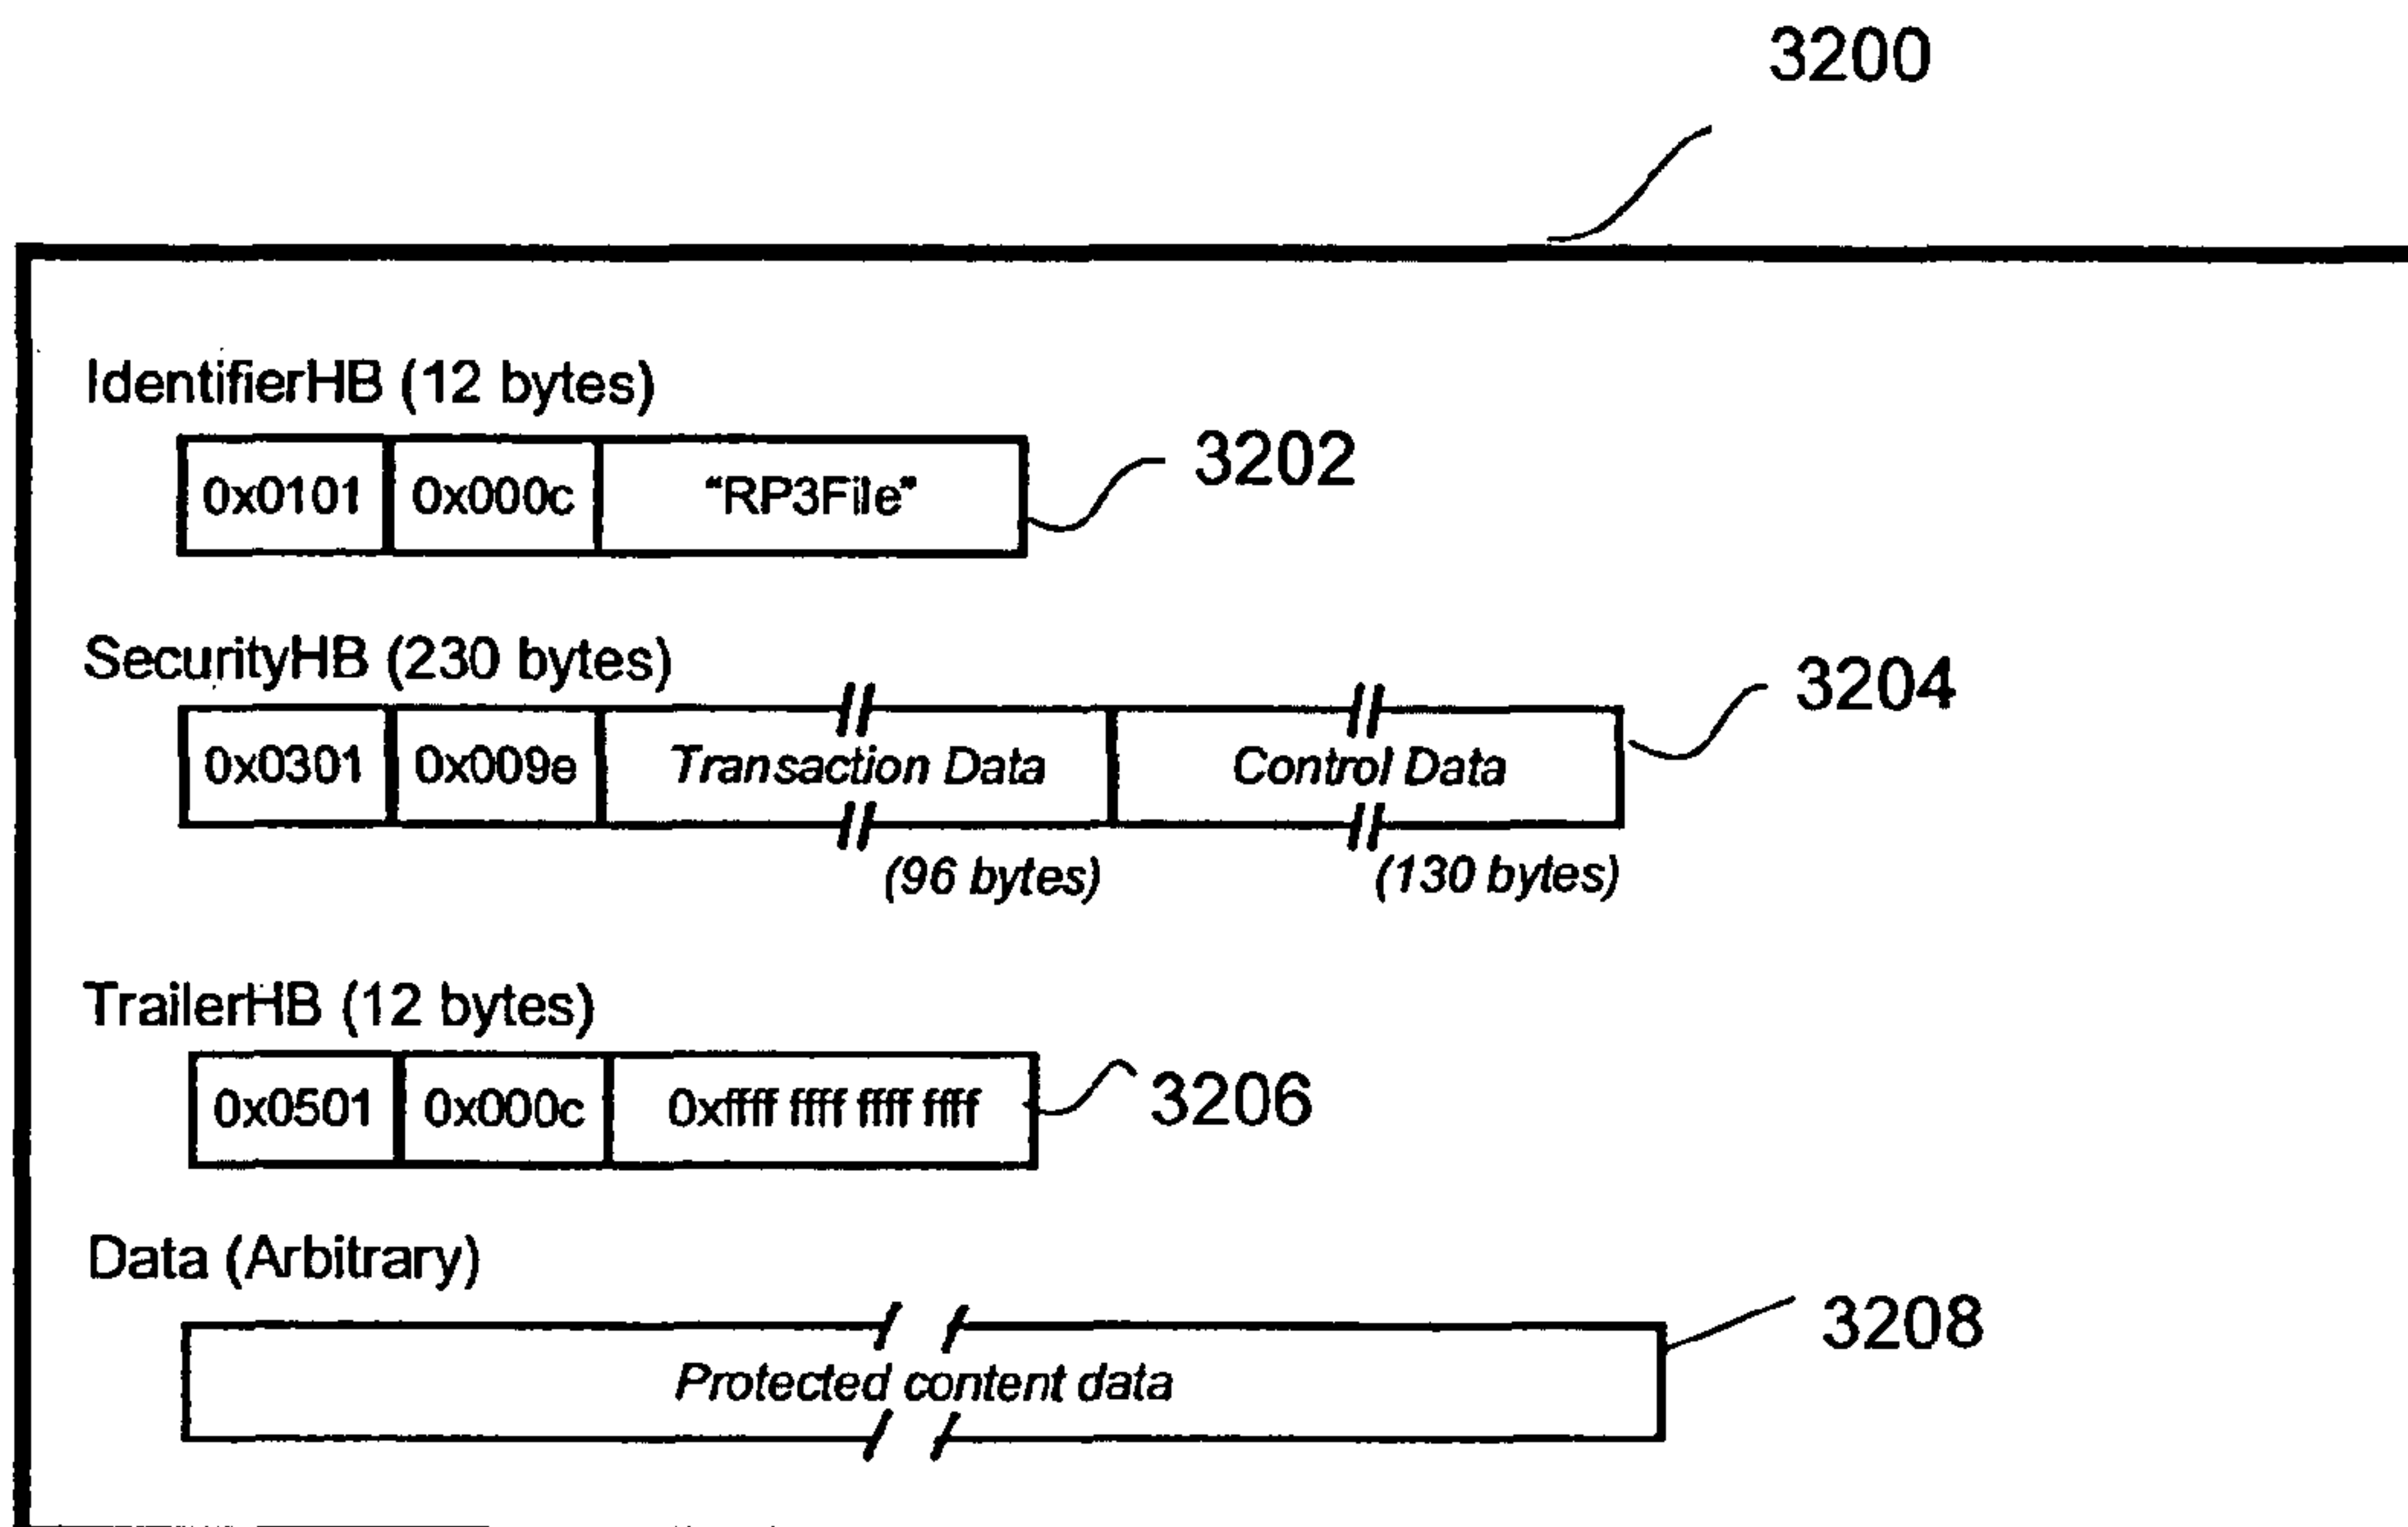 3200
IdentifierHB (12 bytes)
0x0101 0x000c “RP3File” 3202
SecurityHB (230 bytes)
0x0301 0x009e Transaction Data Control Data 3204
(96 bytes) (130 bytes)
TrailerHB (12 bytes)
0x0501 0x000c 0xffff ffff ffff ffff 3206
Data (Arbitrary)
Protected content data 3208